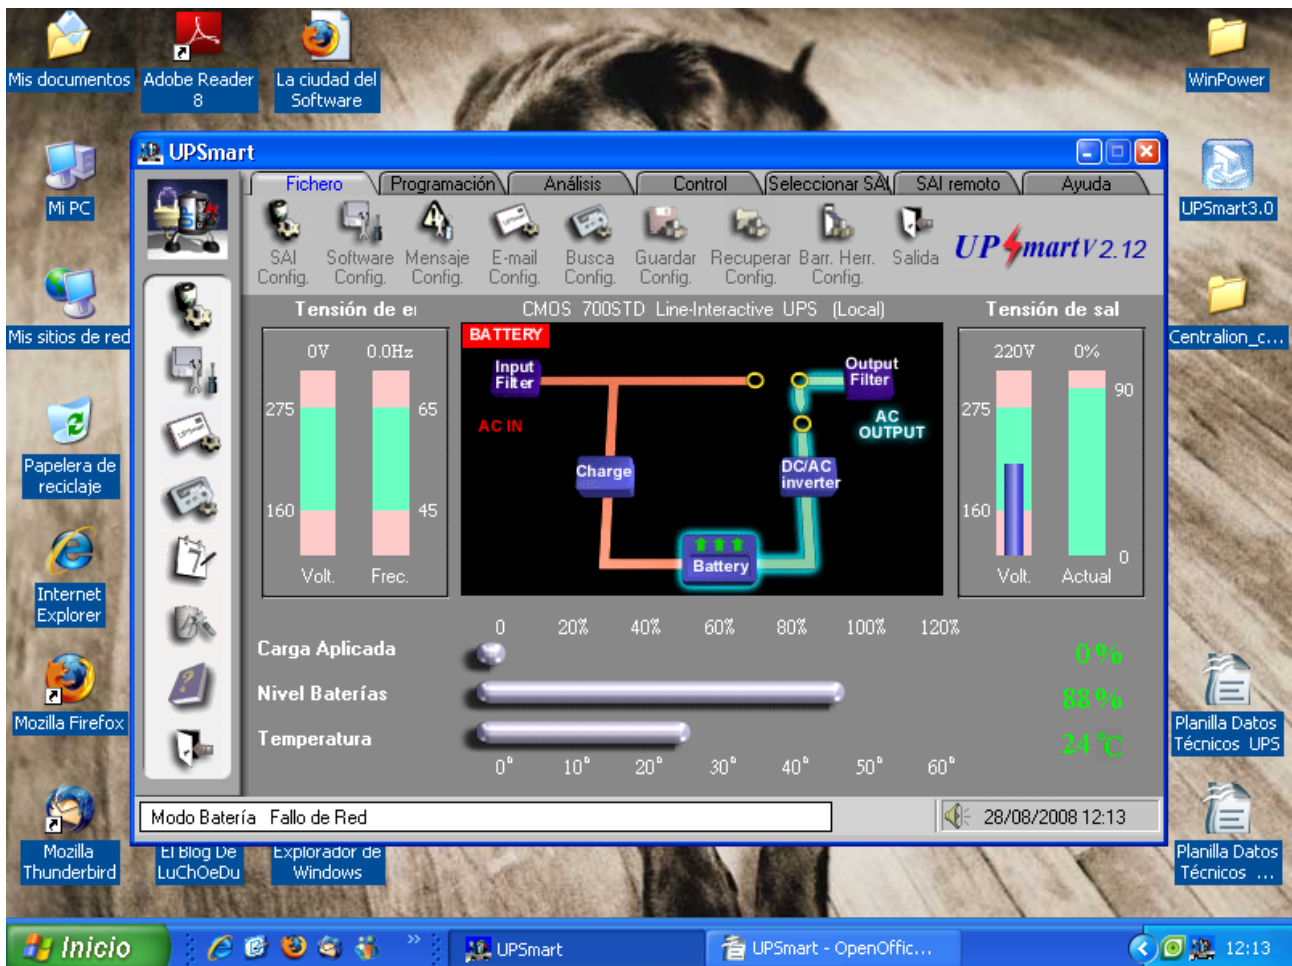 Mis documentos
Adobe Reader 8
La ciudad del Software
WinPower
Mi PC
UPSmart3.0
Mis sitios de red
Centralion_c...
Papelera de reciclaje
Internet Explorer
Mozilla Firefox
Planilla Datos Técnicos UPS
Mozilla Thunderbird
El Blog De LuChOeDu
Explorador de Windows
Planilla Datos Técnicos ...
UPSmart
Fichero Programación Análisis Control Seleccionar SAI SAI remoto Ayuda
SAI Config.
Software Config.
Mensaje Config.
E-mail Config.
Busca Config.
Guardar Config.
Recuperar Config.
Barr. Herr. Config.
Salida
UPSmart V 2.12
Tensión de e
CMOS 700STD Line-Interactive UPS (Local)
Tensión de sal
0V 0.0Hz
275 65
160 45
Volt. Frec.
BATTERY
Input Filter
AC IN
Charge
Battery
DC/AC inverter
Output Filter
AC OUTPUT
220V 0%
275 90
160 0
Volt. Actual
0 20% 40% 60% 80% 100% 120%
Carga Aplicada 0%
Nivel Baterías 88%
Temperatura 24 °C
0° 10° 20° 30° 40° 50° 60°
Modo Batería Fallo de Red
28/08/2008 12:13
Inicio
UPSmart
UPSmart - OpenOffic...
12:13